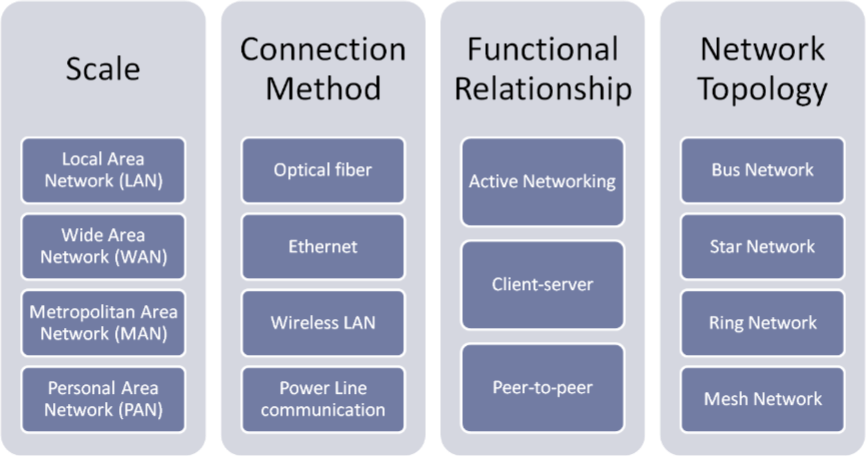 Scale
Local Area
Network (LAN)
Wide Area
Network (WAN)
Metropolitan Area
Network (MAN)
Personal Area
Network (PAN)
Connection
Method
Optical fiber
Ethernet
Wireless LAN
Power Line
communication
Functional
Relationship
Active Networking
Client-server
Peer-to-peer
Network
Topology
Bus Network
Star Network
Ring Network
Mesh Network